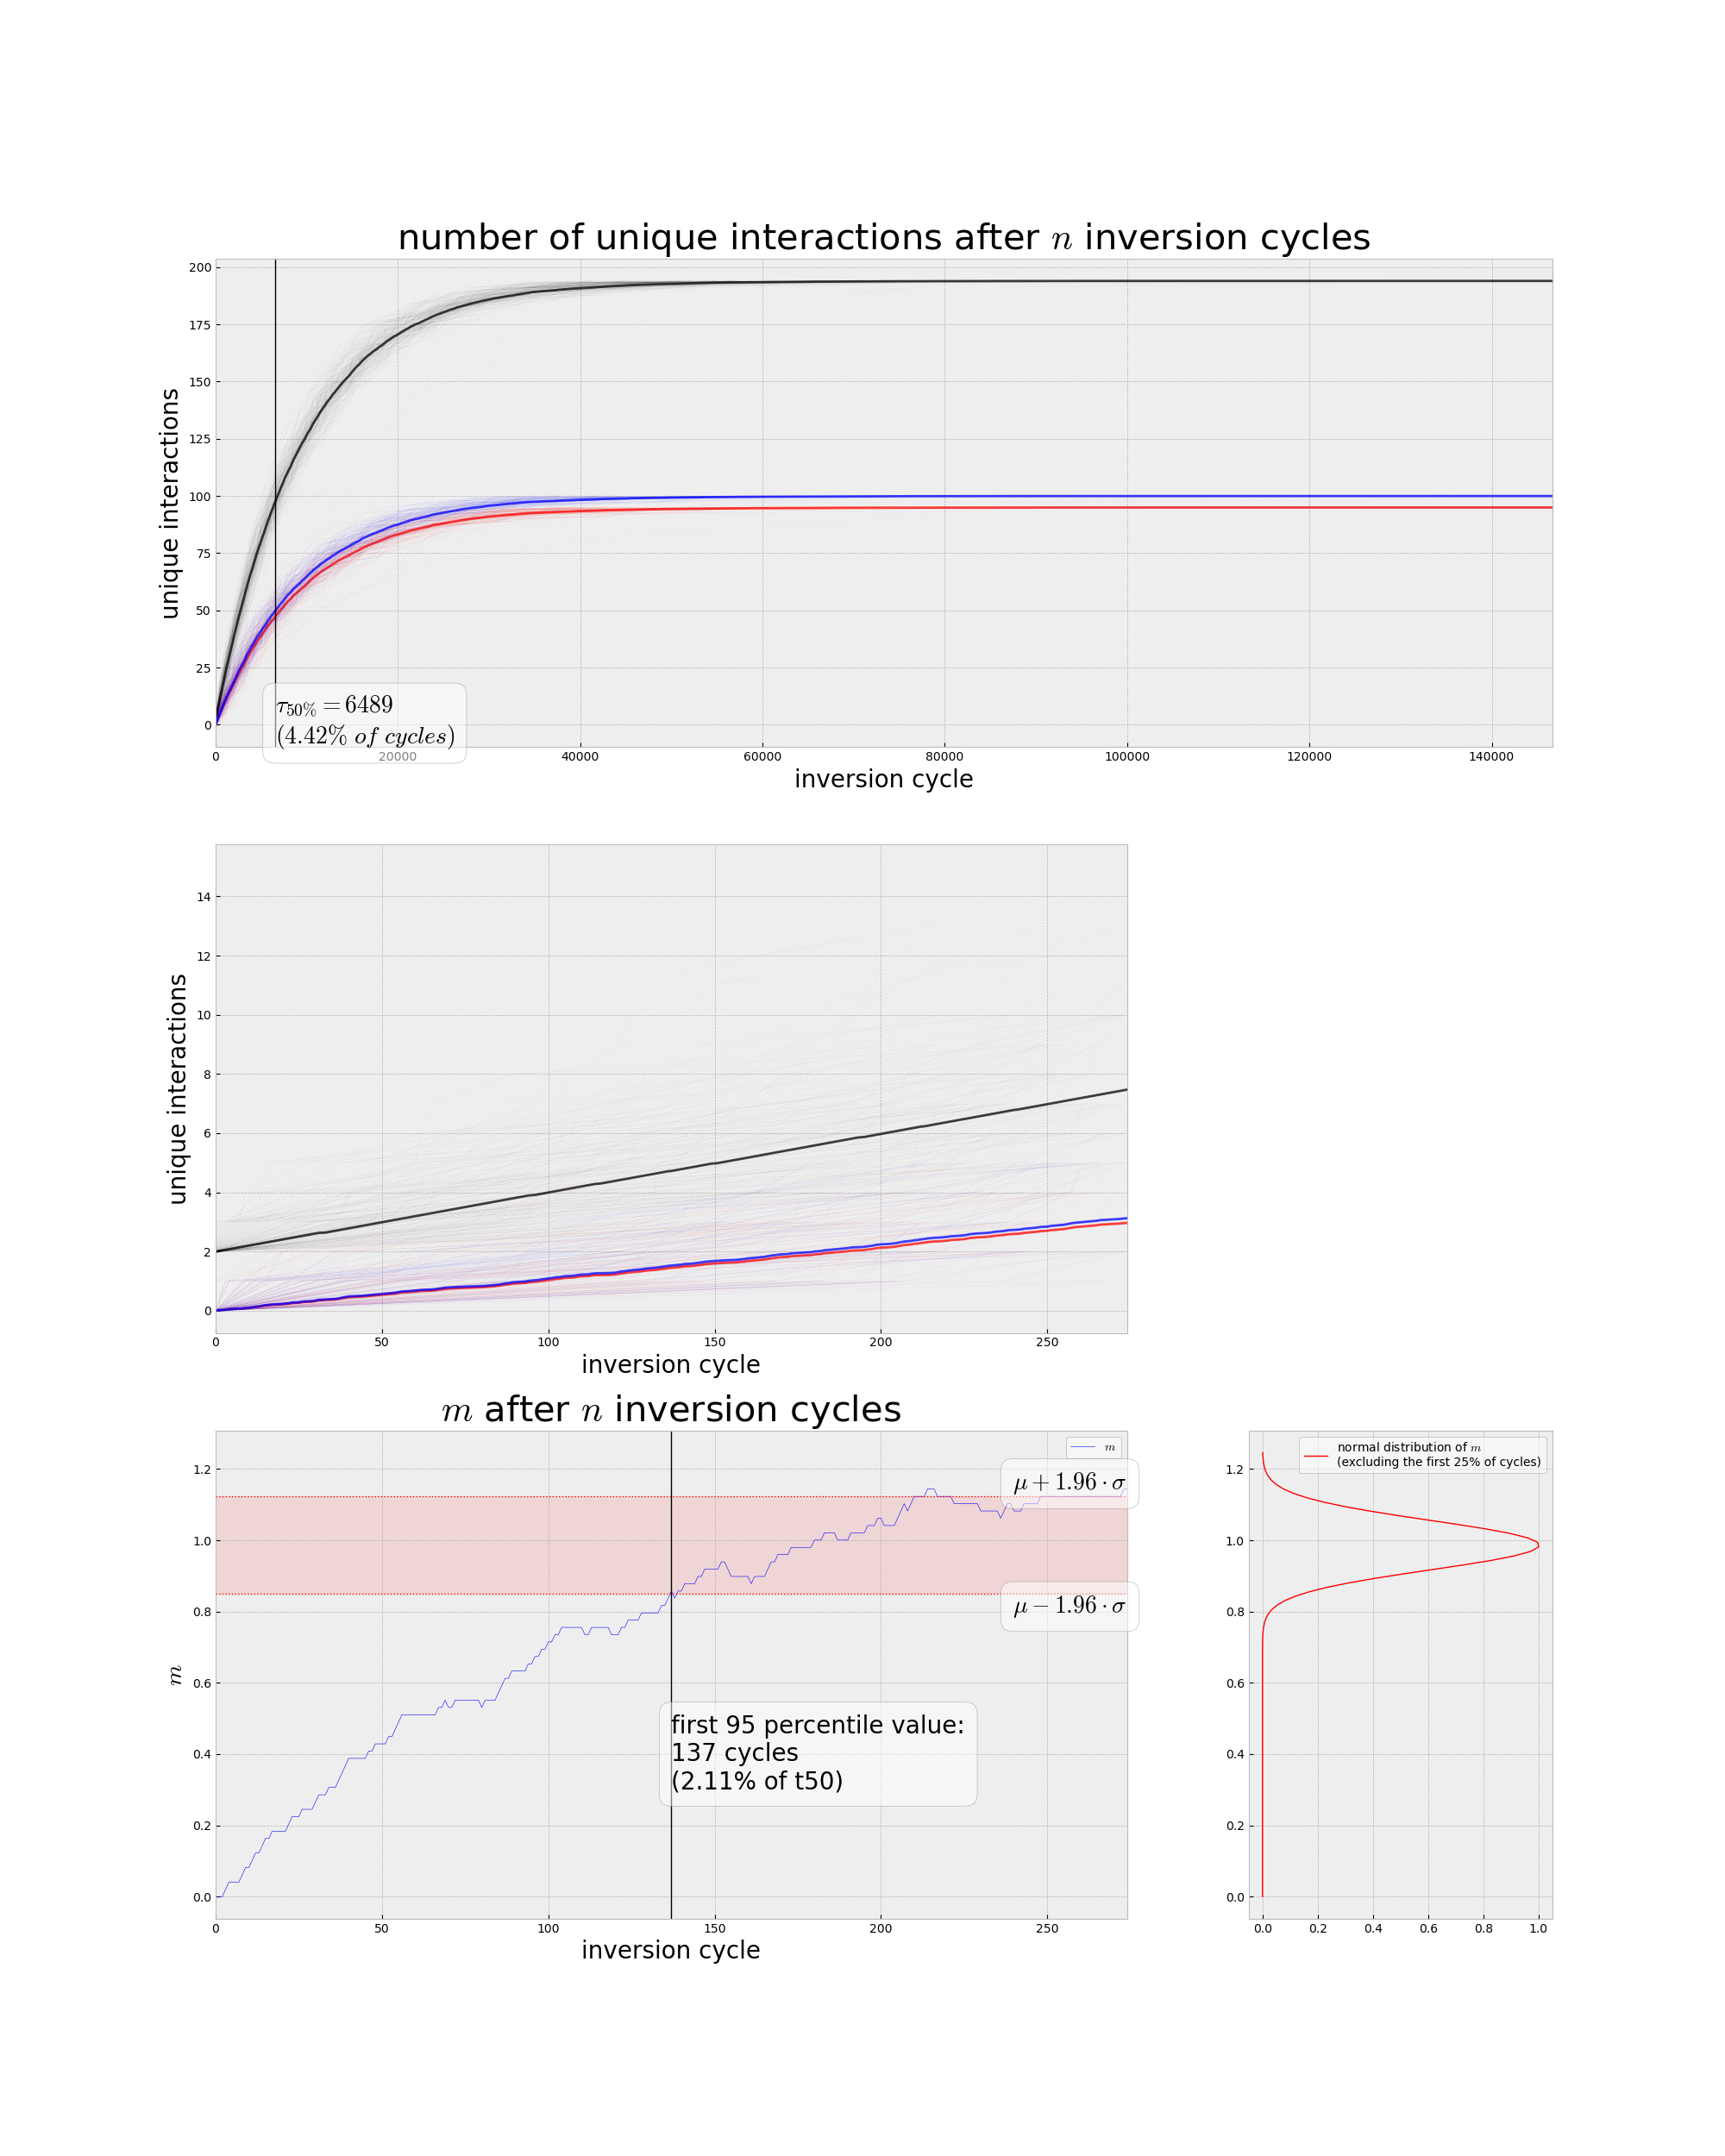 number of unique interactions after n inversion cycles
200
175
150
125
100
75
50
25
0
unique interactions
τ50% = 6489
(4.42% of cycles)
0 20000 40000 60000 80000 100000 120000 140000
inversion cycle
14
12
10
8
6
4
2
0
unique interactions
0 50 100 150 200 250
inversion cycle
m after n inversion cycles
m
μ + 1.96 · σ
μ − 1.96 · σ
first 95 percentile value:
137 cycles
(2.11% of t50)
1.2
1.0
0.8
0.6
0.4
0.2
0.0
m
0 50 100 150 200 250
inversion cycle
normal distribution of m
(excluding the first 25% of cycles)
1.2
1.0
0.8
0.6
0.4
0.2
0.0
0.0 0.2 0.4 0.6 0.8 1.0